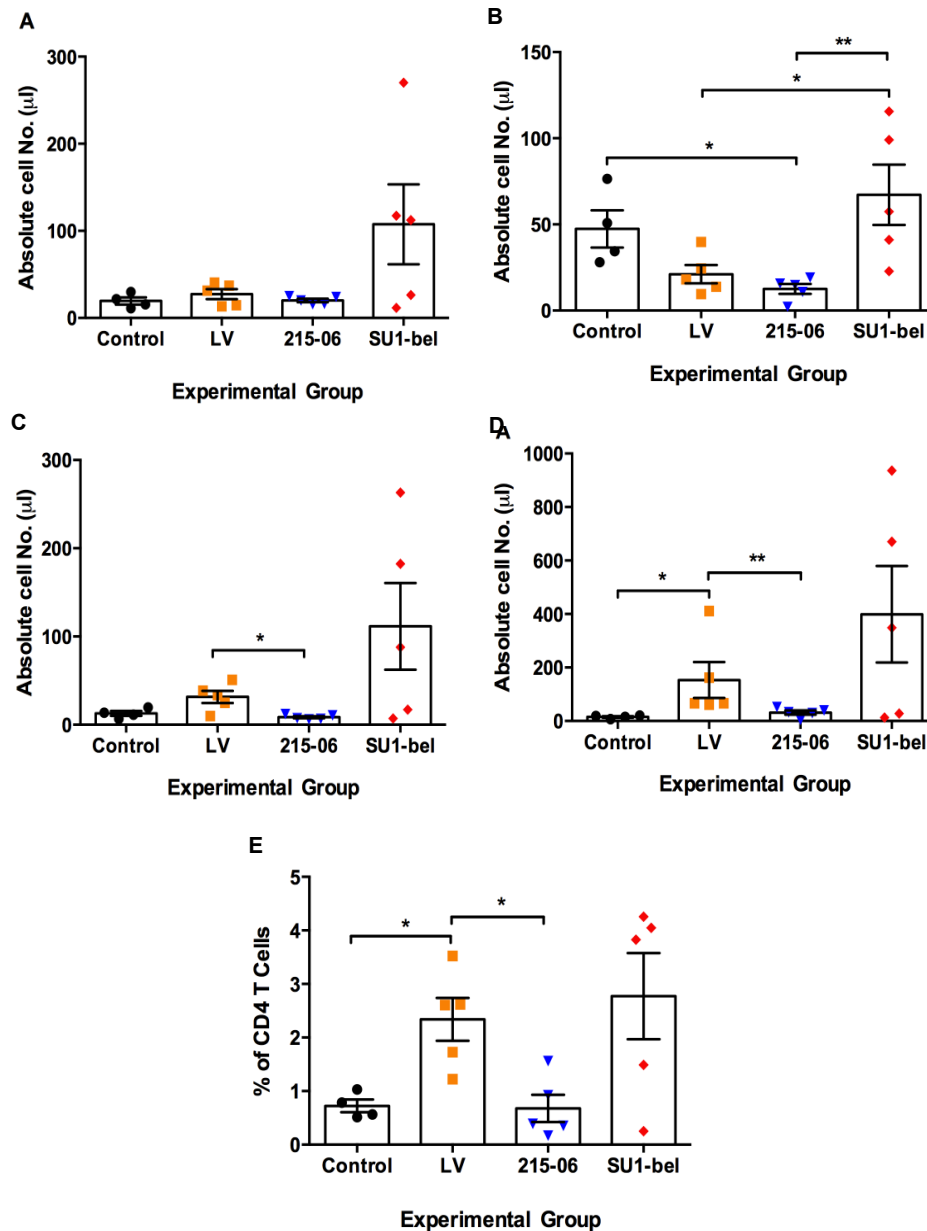 A
Absolute cell No. (µl)
300
200
100
0
Control LV 215-06 SU1-bel
Experimental Group
B
Absolute cell No. (µl)
150
100
50
0
**
*
*
Control LV 215-06 SU1-bel
Experimental Group
C
Absolute cell No. (µl)
300
200
100
0
*
Control LV 215-06 SU1-bel
Experimental Group
D
A
Absolute cell No. (µl)
1000
800
600
400
200
0
*
**
Control LV 215-06 SU1-bel
Experimental Group
E
% of CD4 T Cells
5
4
3
2
1
0
*
*
Control LV 215-06 SU1-bel
Experimental Group